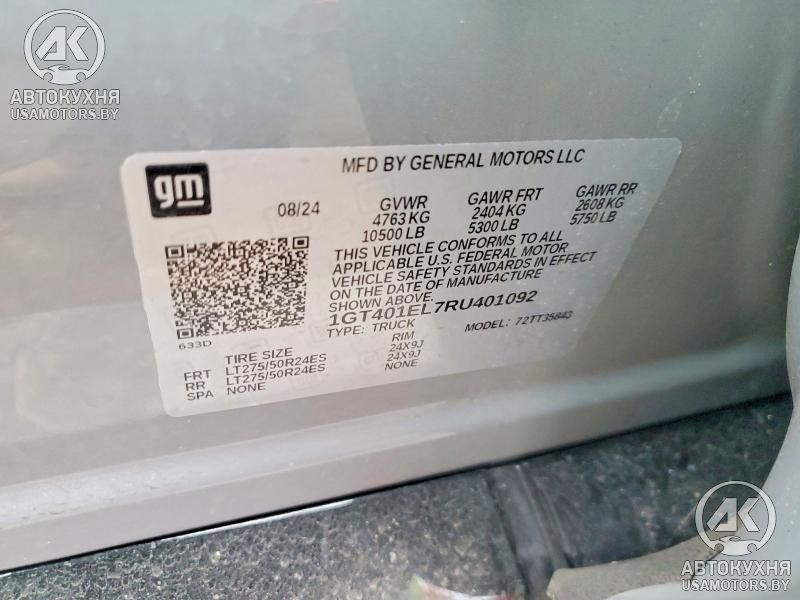 AK
АВТОКУХНЯ
USAMOTORS.BY
gm
MFD BY GENERAL MOTORS LLC
08/24
GVWR
4763 KG
10500 LB
GAWR FRT
2404 KG
5300 LB
GAWR RR
2608 KG
5750 LB
THIS VEHICLE CONFORMS TO ALL
APPLICABLE U.S. FEDERAL MOTOR
VEHICLE SAFETY STANDARDS IN EFFECT
ON THE DATE OF MANUFACTURE
SHOWN ABOVE.
1GT401EL7RU401092
TYPE: TRUCK
MODEL: 72TT35843
633D
TIRE SIZE RIM
FRT LT275/50R24ES 24X9J
RR LT275/50R24ES 24X9J
SPA NONE NONE
AK
АВТОКУХНЯ
USAMOTORS.BY